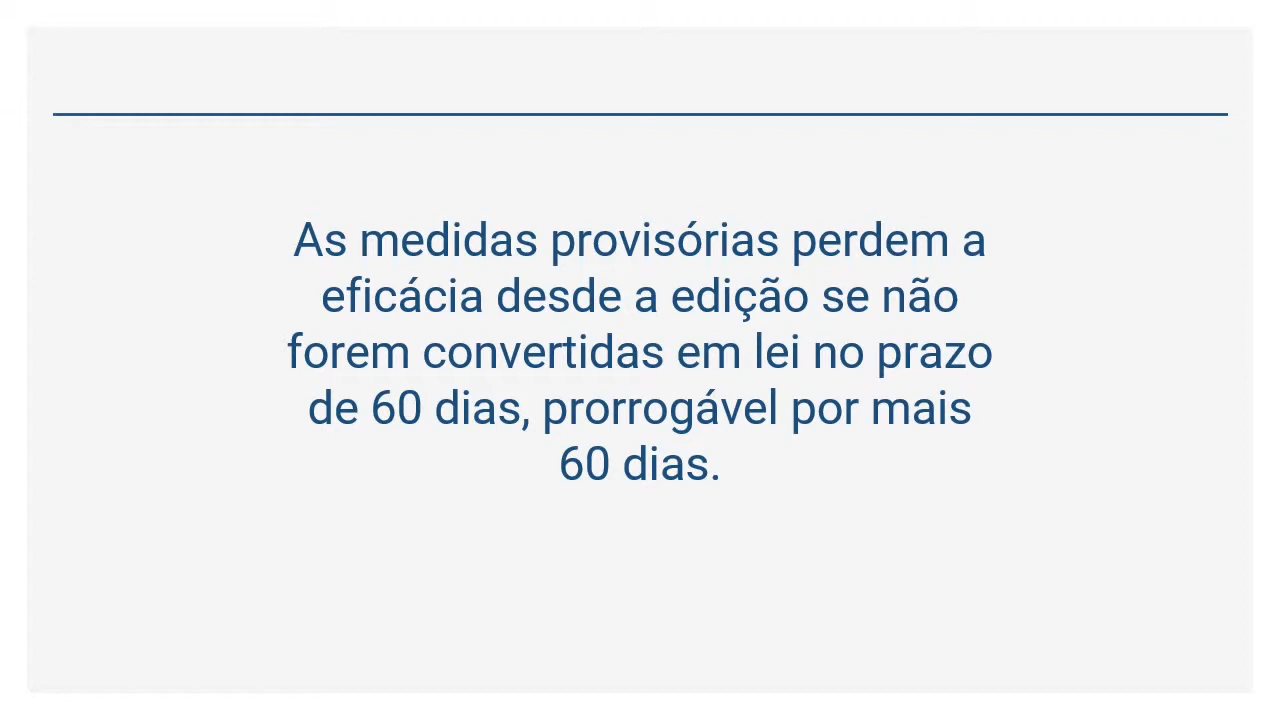 As medidas provisórias perdem a
eficácia desde a edição se não
forem convertidas em lei no prazo
de 60 dias, prorrogável por mais
60 dias.